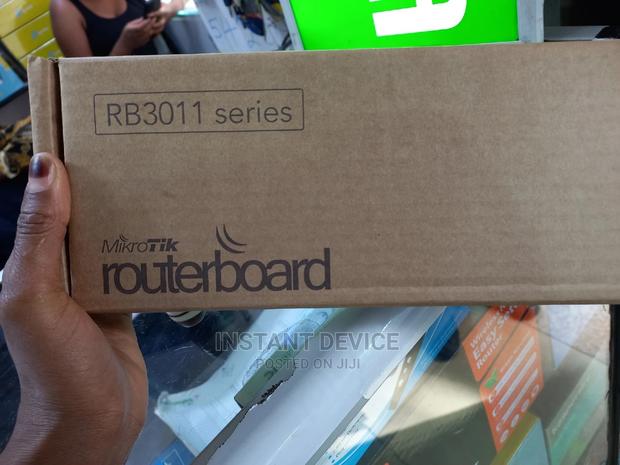 RB3011 series
MikroTik
routerboard
INSTANT DEVICE
POSTED ON JIJI